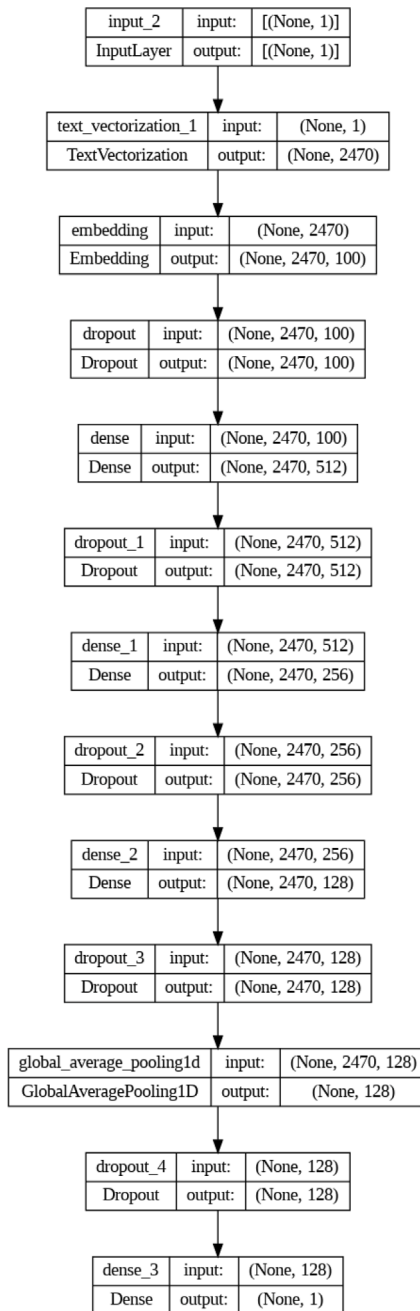 input_2 input: [(None, 1)]
InputLayer output: [(None, 1)]
text_vectorization_1 input: (None, 1)
TextVectorization output: (None, 2470)
embedding input: (None, 2470)
Embedding output: (None, 2470, 100)
dropout input: (None, 2470, 100)
Dropout output: (None, 2470, 100)
dense input: (None, 2470, 100)
Dense output: (None, 2470, 512)
dropout_1 input: (None, 2470, 512)
Dropout output: (None, 2470, 512)
dense_1 input: (None, 2470, 512)
Dense output: (None, 2470, 256)
dropout_2 input: (None, 2470, 256)
Dropout output: (None, 2470, 256)
dense_2 input: (None, 2470, 256)
Dense output: (None, 2470, 128)
dropout_3 input: (None, 2470, 128)
Dropout output: (None, 2470, 128)
global_average_pooling1d input: (None, 2470, 128)
GlobalAveragePooling1D output: (None, 128)
dropout_4 input: (None, 128)
Dropout output: (None, 128)
dense_3 input: (None, 128)
Dense output: (None, 1)